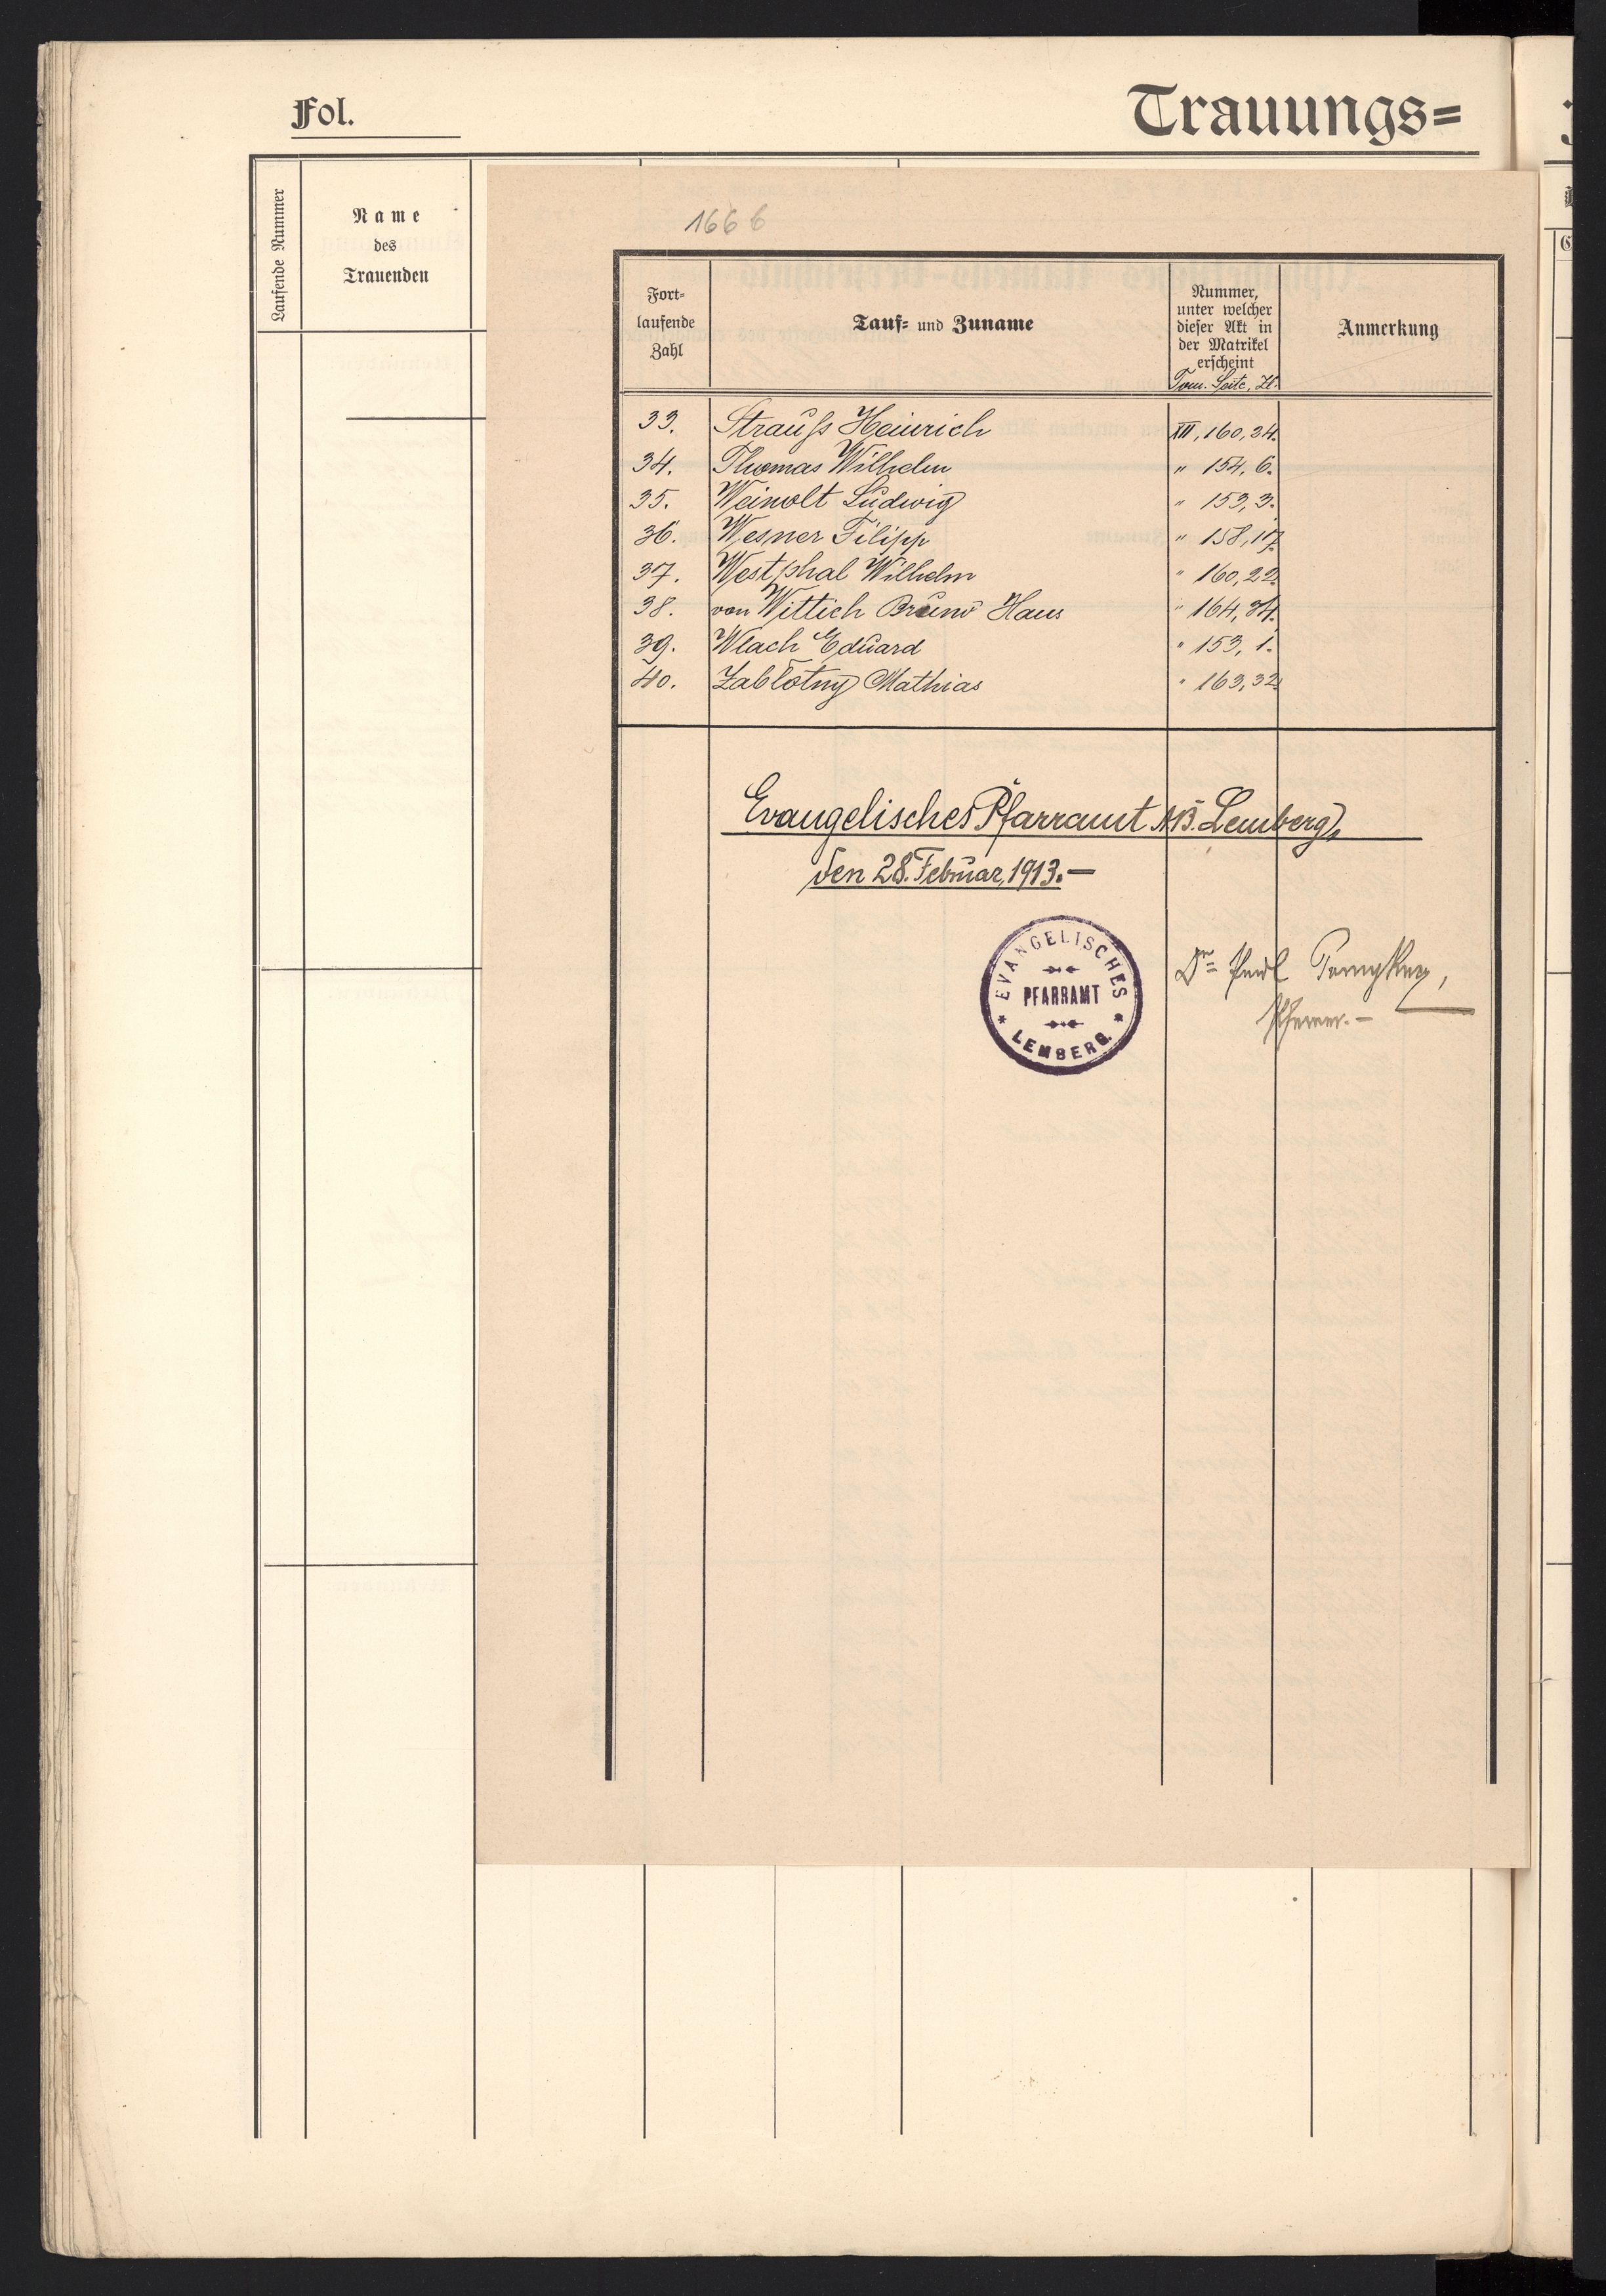 Fol.
Trauungs=
Laufende Nummer
Name
des
Trauenden
166 b
Fort-
laufende
Zahl
Tauf= und Zuname
Nummer,
unter welcher
dieser Akt in
der Matrikel
erscheint
Tom. Seite, Zl.
Anmerkung
33. Strauss Heinrich XIII, 160, 24.
34. Thomas Wilhelm " 154, 6.
35. Weinolt Ludwig " 153, 3.
36. Wesner Filipp " 158, 17.
37. Westphal Wilhelm " 160, 22.
38. von Wittich Bruno Hans " 164, 34.
39. Wlach Eduard " 153, 1.
40. Zablotny Mathias " 163, 32.
Evangelisches Pfarramt A.B. Lemberg,
den 28. Februar, 1913.—
EVANGELISCHES
PFARRAMT
LEMBERG.
Dr.
Pfarrer.—